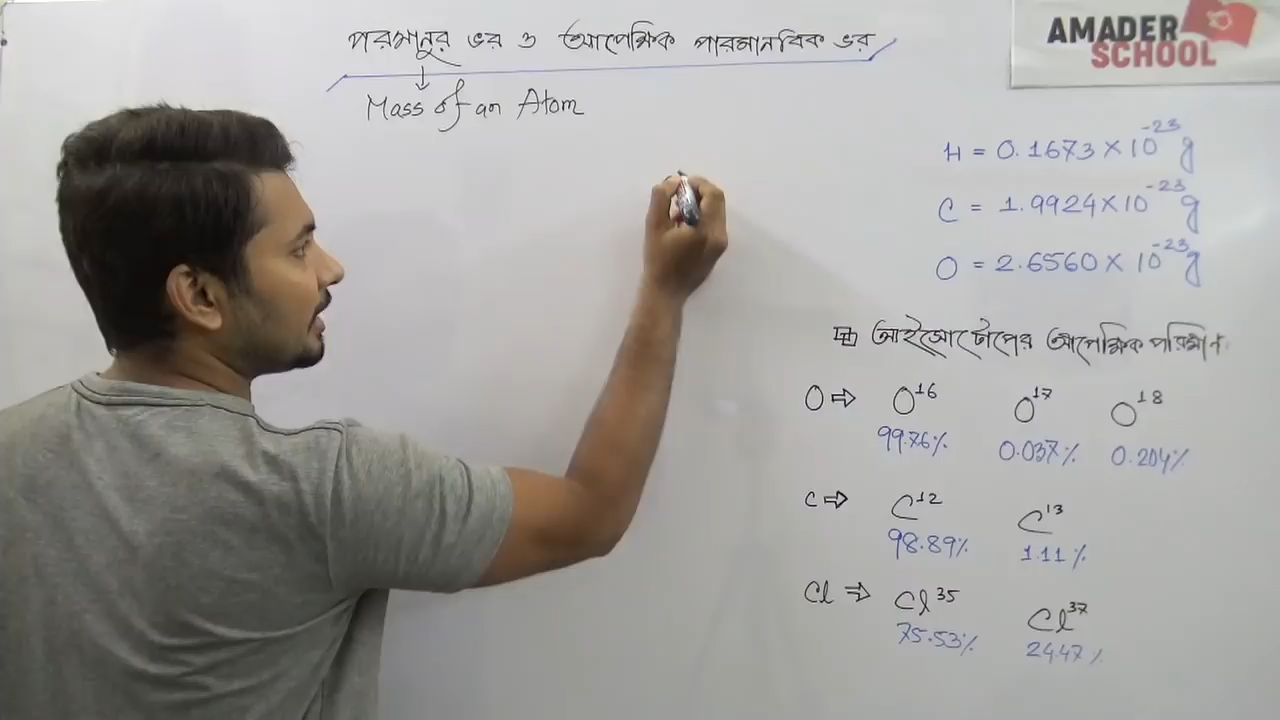 পরমানুর ভর ও আপেক্ষিক পারমানবিক ভর
↓
Mass of an Atom
AMADER
SCHOOL
H = 0.1673 × 10⁻²³ g
C = 1.9924 × 10⁻²³ g
O = 2.6560 × 10⁻²³ g
আইসোটোপের আপেক্ষিক পরিমাণ
O ⇒ O¹⁶ O¹⁷ O¹⁸
99.76% 0.037% 0.204%
C ⇒ C¹² C¹³
98.89% 1.11%
Cl ⇒ Cl³⁵ Cl³⁷
75.53% 24.47%